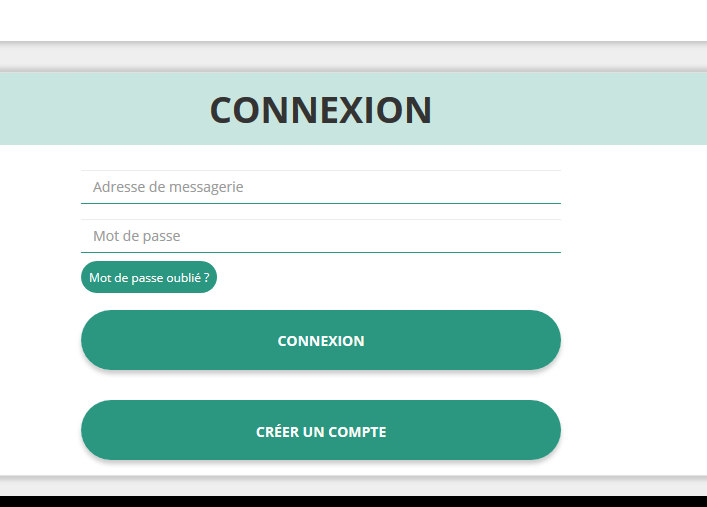 CONNEXION
Adresse de messagerie
Mot de passe
Mot de passe oublié ?
CONNEXION
CRÉER UN COMPTE